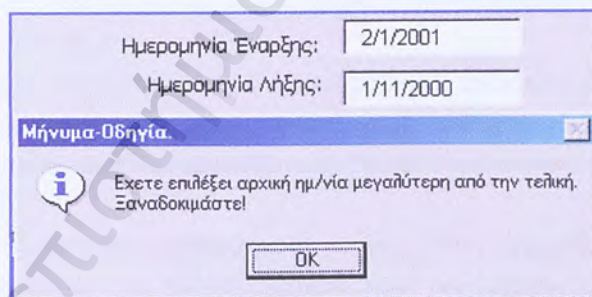 Ημερομηνία Έναρξης: 2/1/2001
Ημερομηνία Λήξης: 1/11/2000
Μήνυμα-Οδηγία.
Εχετε επιλέξει αρχική ημ/νία μεγαλύτερη από την τελική.
Ξαναδοκιμάστε!
OK